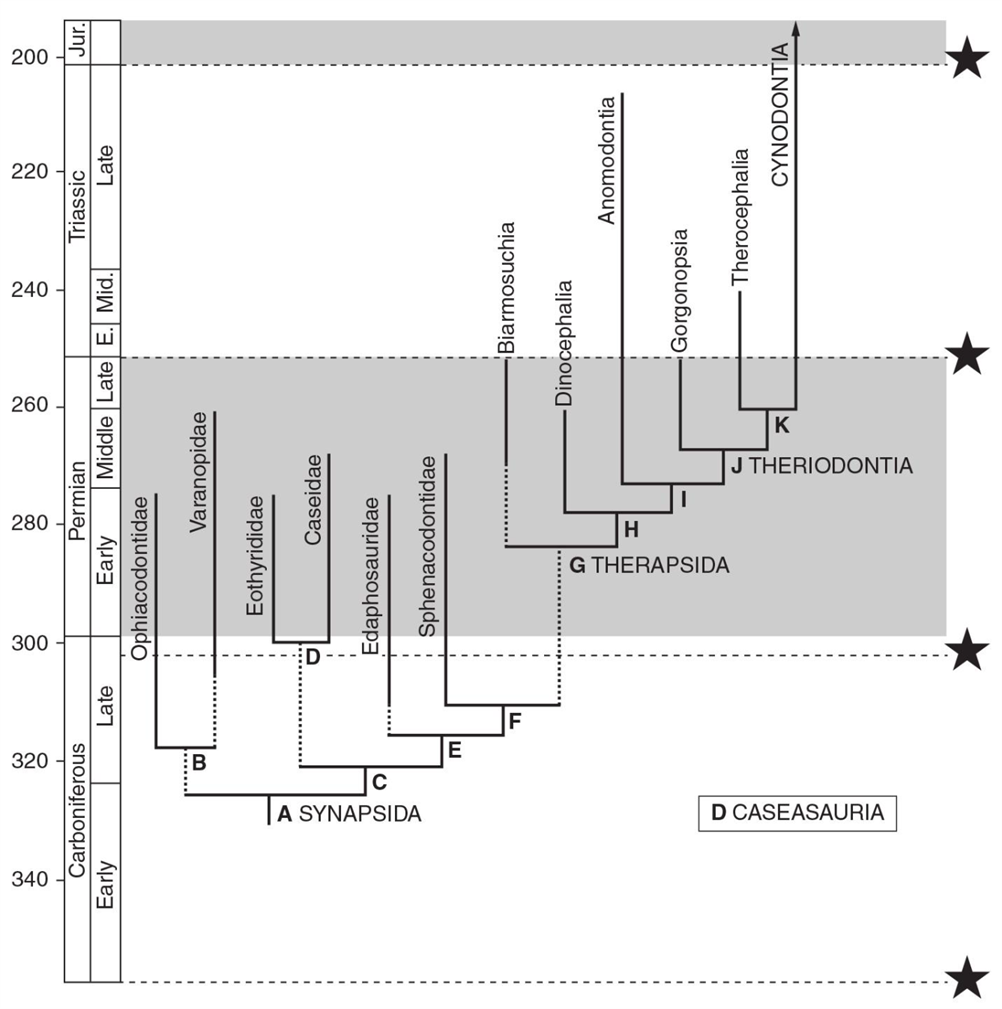 Jur.
200
CYNODONTIA
Anomodontia
Late
Therocephalia
220
Triassic
Biarmosuchia
Gorgonopsia
Mid.
240
Dinocephalia
E.
Late
260
Varanopidae
K
Middle
Caseidae
Sphenacodontidae
J THERIODONTIA
Permian
I
Ophiacodontidae
Eothyrididae
Edaphosauridae
280
H
Early
G THERAPSIDA
300
D
Late
F
E
320
B
C
A SYNAPSIDA
D CASEASAURIA
Carboniferous
Early
340